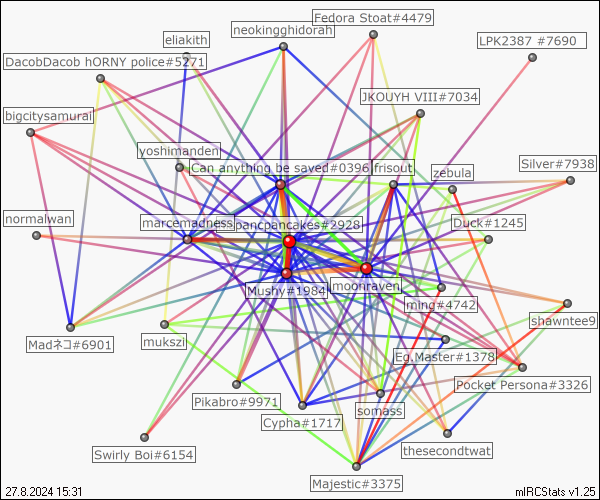 Fedora Stoat#4479
neokingghidorah
eliakith
LPK2387 #7690
DacobDacob hORNY police#5271
JKOUYH VIII#7034
bigcitysamurai
yoshimanden
Can anything be saved#0396
frisout
zebula
Silver#7938
normalwan
marcemadness
pancpancakes#2928
Duck#1245
Mushy#1984
moonraven
ming#4742
shawntee9
Madネコ#6901
mukszi
Eg.Master#1378
Pocket Persona#3326
Pikabro#9971
Cypha#1717
somass
Swirly Boi#6154
thesecondtwat
Majestic#3375
27.8.2024 15:31
mIRCStats v1.25